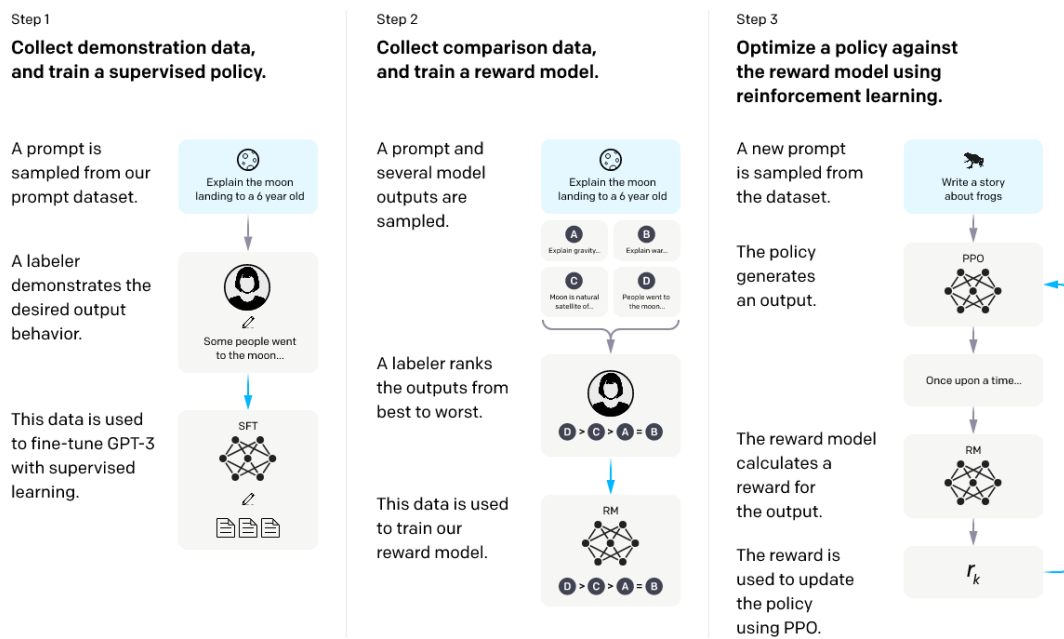 Step 1
Collect demonstration data,
and train a supervised policy.
A prompt is
sampled from our
prompt dataset.
Explain the moon
landing to a 6 year old
A labeler
demonstrates the
desired output
behavior.
Some people went
to the moon...
This data is used
to fine-tune GPT-3
with supervised
learning.
SFT
Step 2
Collect comparison data,
and train a reward model.
A prompt and
several model
outputs are
sampled.
Explain the moon
landing to a 6 year old
A
Explain gravity...
B
Explain war...
C
Moon is natural
satellite of...
D
People went to
the moon...
A labeler ranks
the outputs from
best to worst.
D > C > A = B
This data is used
to train our
reward model.
RM
D > C > A = B
Step 3
Optimize a policy against
the reward model using
reinforcement learning.
A new prompt
is sampled from
the dataset.
Write a story
about frogs
The policy
generates
an output.
PPO
Once upon a time...
The reward model
calculates a
reward for
the output.
RM
The reward is
used to update
the policy
using PPO.
rk